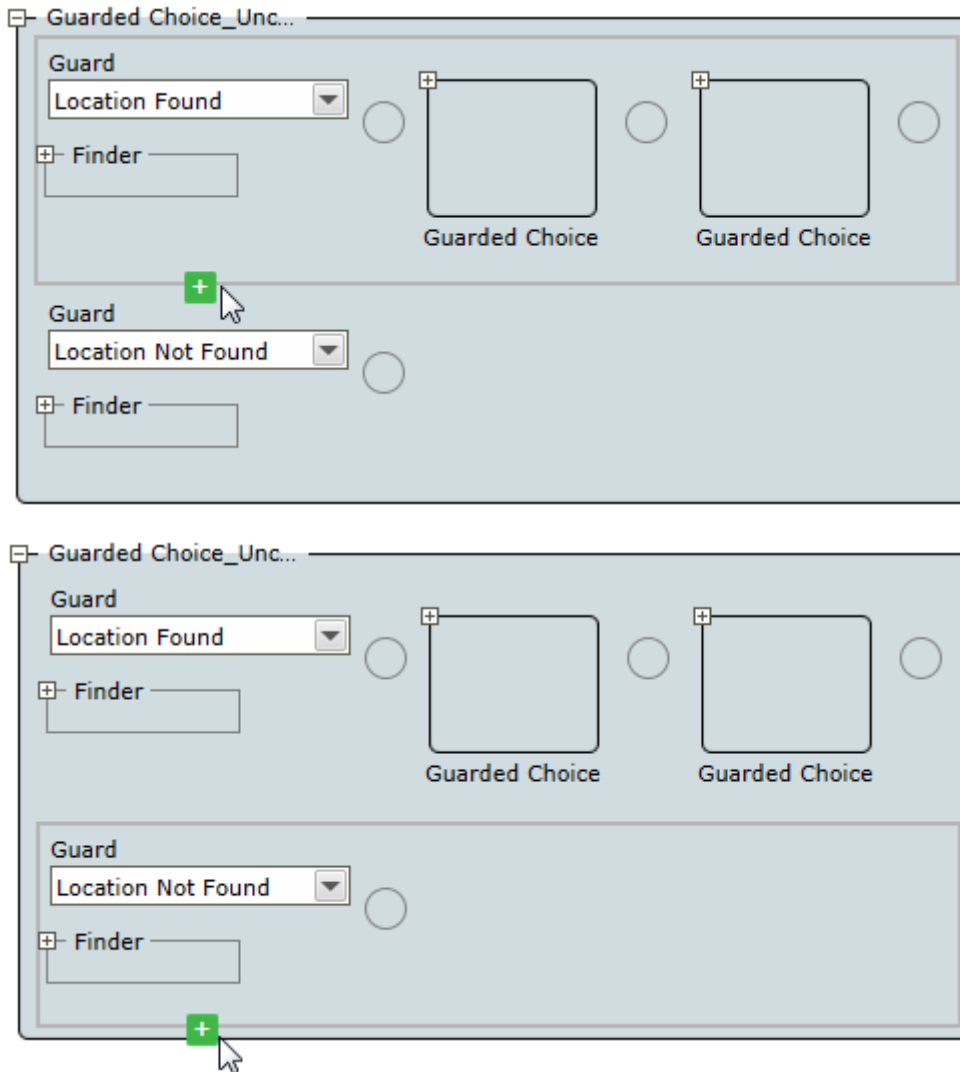 Guarded Choice_Unc...
Guard
Location Found
Finder
Guarded Choice Guarded Choice
Guard
Location Not Found
Finder
Guarded Choice_Unc...
Guard
Location Found
Finder
Guarded Choice Guarded Choice
Guard
Location Not Found
Finder